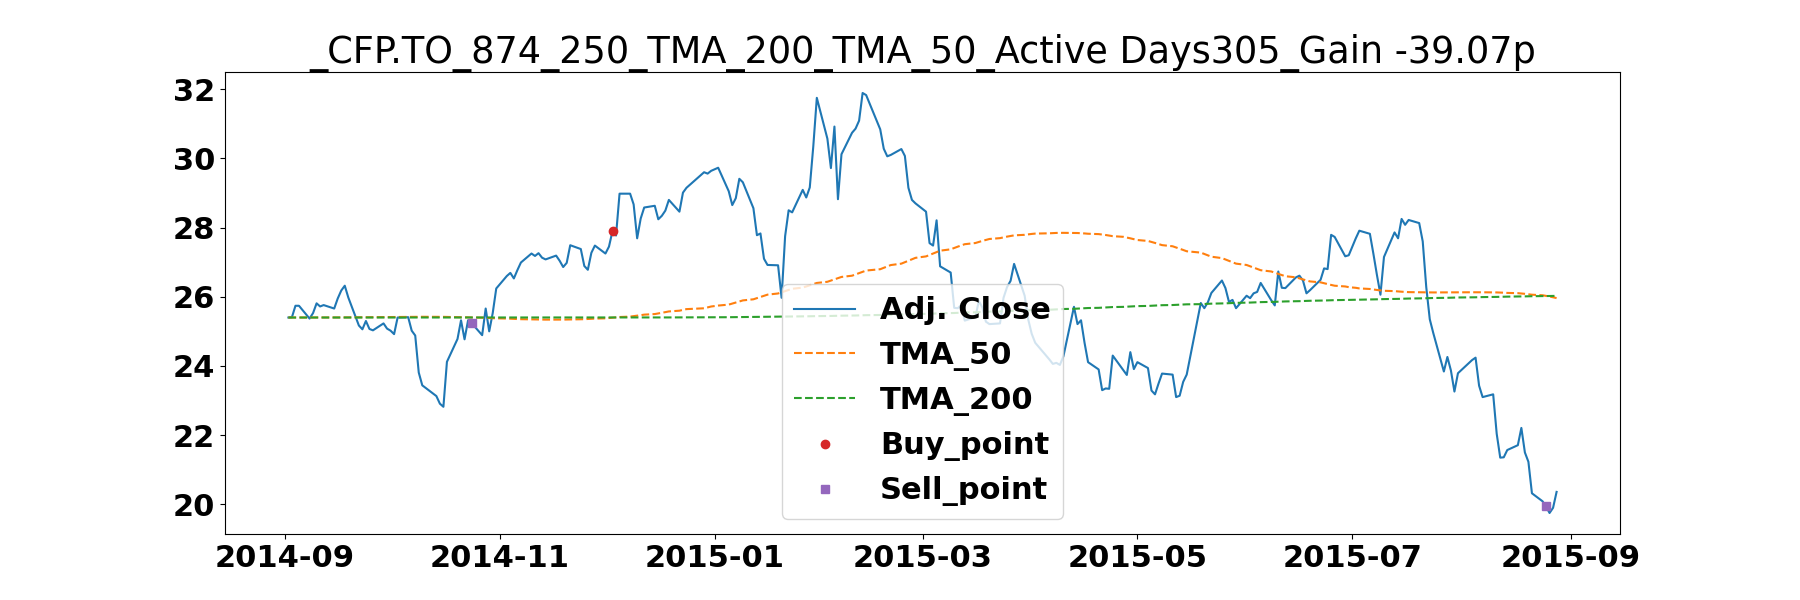 _CFP.TO_874_250_TMA_200_TMA_50_Active Days305_Gain -39.07p
32
30
28
26
24
22
20
Adj. Close
TMA_50
TMA_200
Buy_point
Sell_point
2014-09 2014-11 2015-01 2015-03 2015-05 2015-07 2015-09